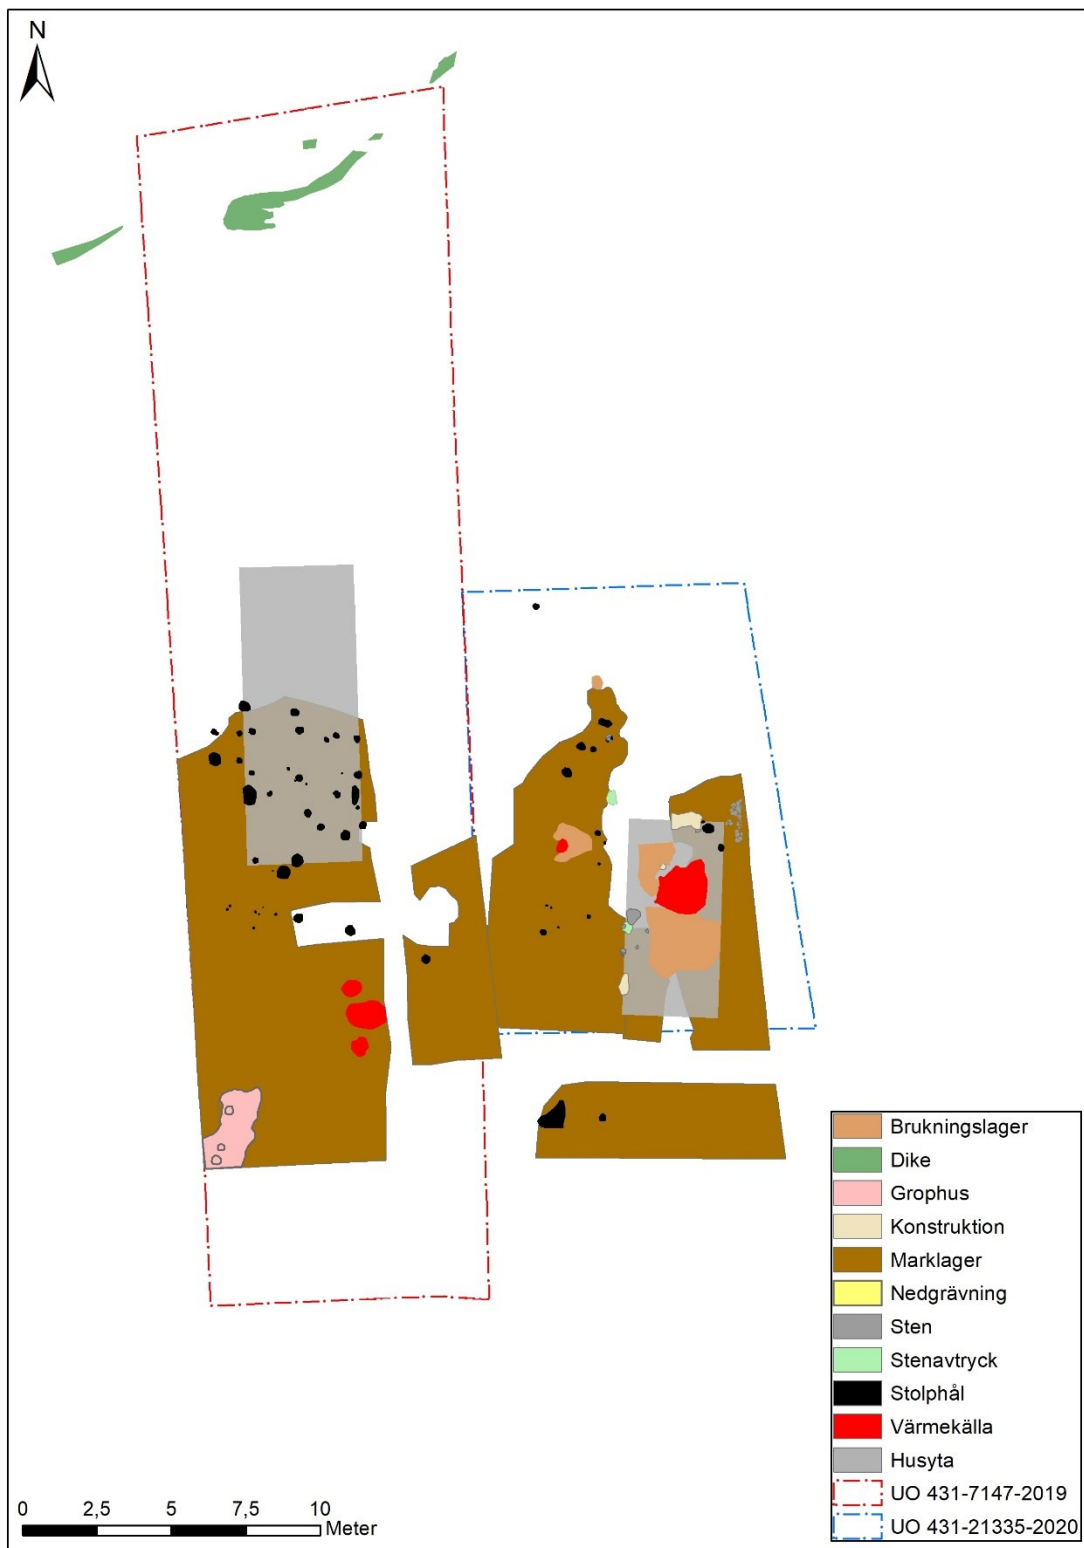 N
Brukningslager
Dike
Grophus
Konstruktion
Marklager
Nedgrävning
Sten
Stenavtryck
Stolphål
Värmekälla
Husyta
UO 431-7147-2019
UO 431-21335-2020
0 2,5 5 7,5 10
Meter